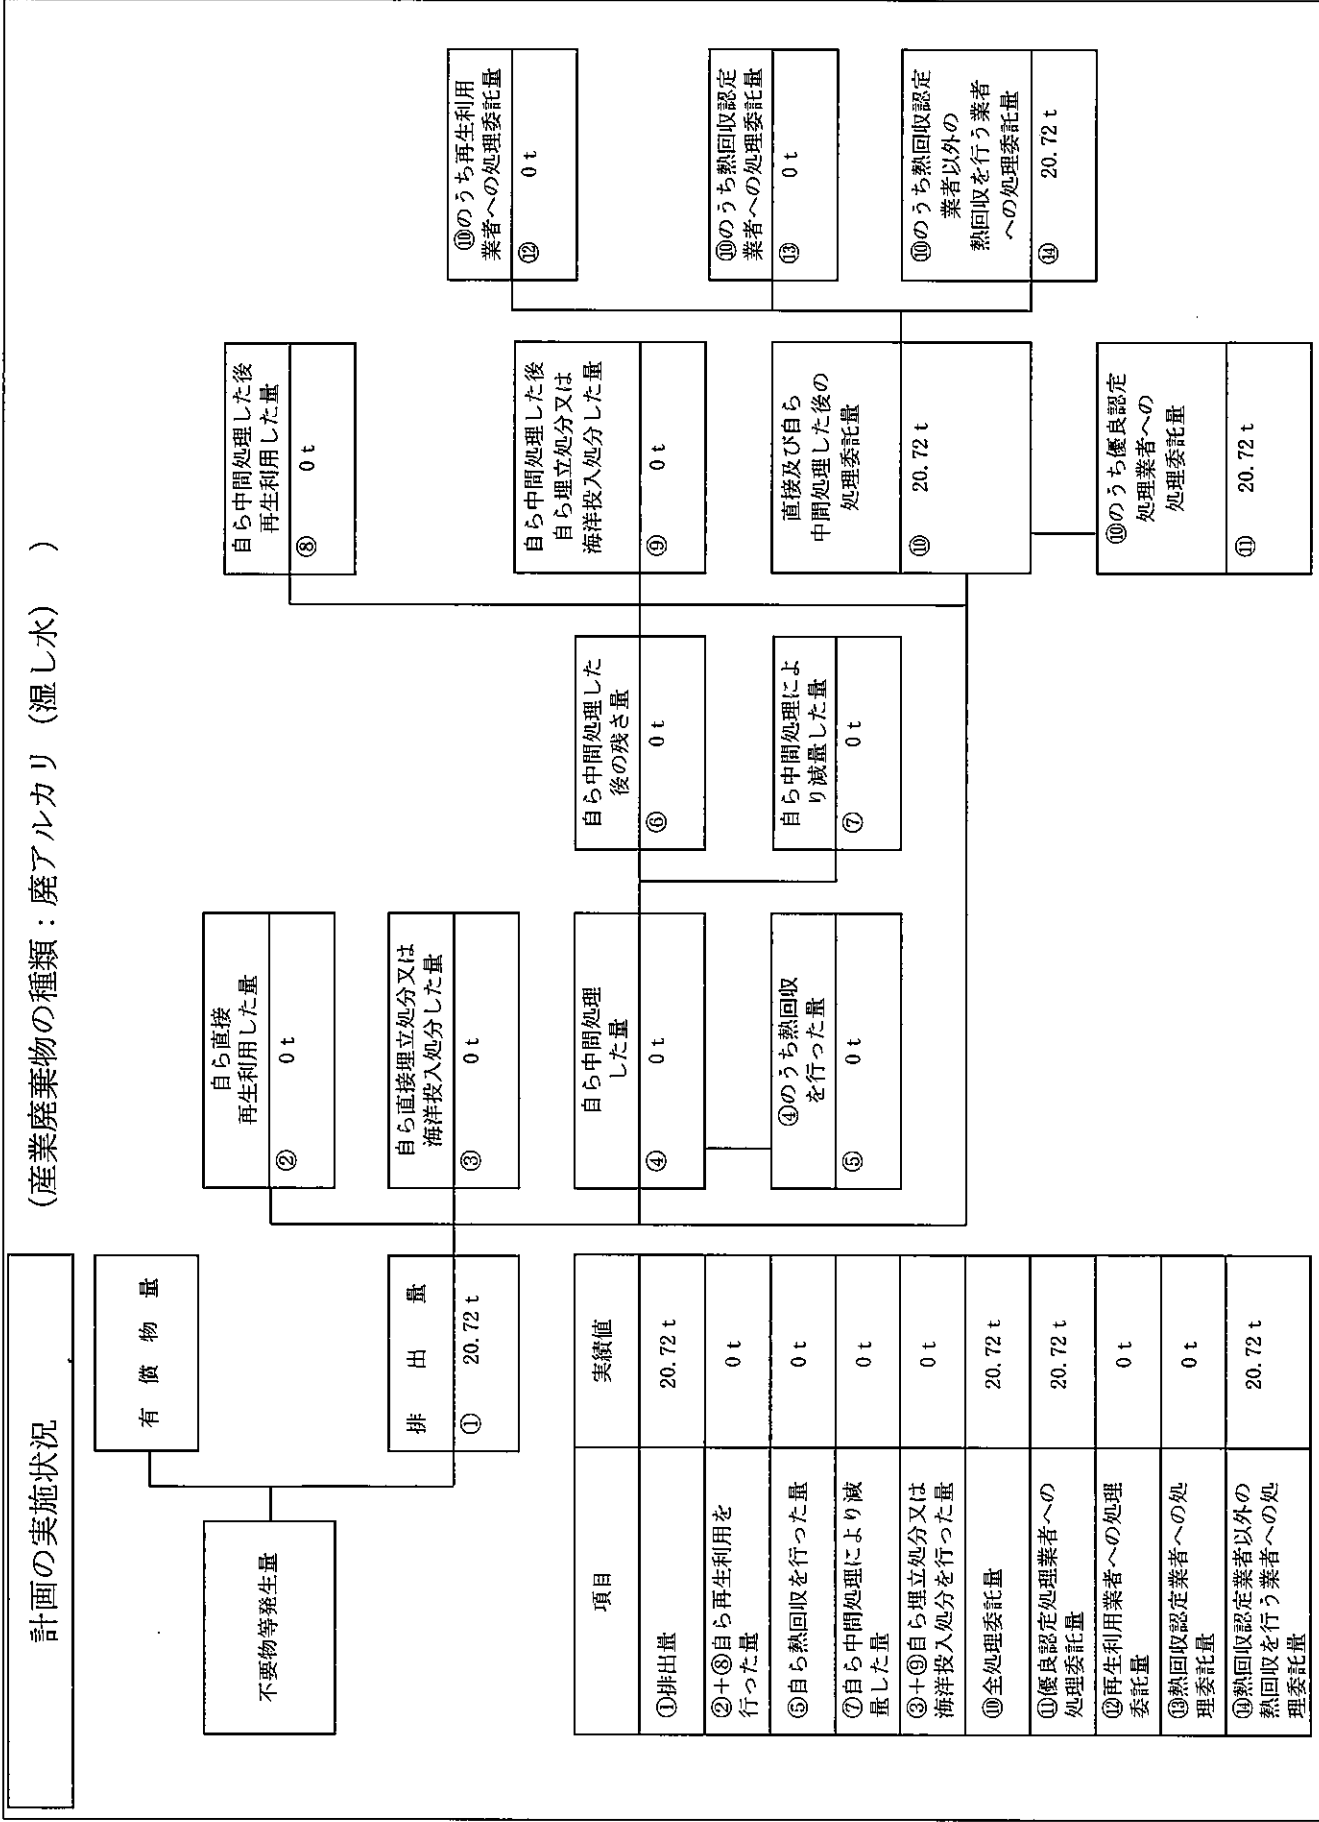 計画の実施状況
(産業廃棄物の種類：廃アルカリ（湿し水）　)
不要物等発生量
有償物量
排出量
① 20.72 t
自ら直接
再生利用した量
② 0 t
自ら直接埋立処分又は
海洋投入処分した量
③ 0 t
自ら中間処理
した量
④ 0 t
④のうち熱回収
を行った量
⑤ 0 t
自ら中間処理した
後の残さ量
⑥ 0 t
自ら中間処理によ
り減量した量
⑦ 0 t
自ら中間処理した後
再生利用した量
⑧ 0 t
自ら中間処理した後
自ら埋立処分又は
海洋投入処分した量
⑨ 0 t
直接及び自ら
中間処理した後の
処理委託量
⑩ 20.72 t
⑩のうち優良認定
処理業者への
処理委託量
⑪ 20.72 t
⑩のうち再生利用
業者への処理委託量
⑫ 0 t
⑩のうち熱回収認定
業者への処理委託量
⑬ 0 t
⑩のうち熱回収認定
業者以外の
熱回収を行う業者
への処理委託量
⑭ 20.72 t
項目 実績値
①排出量 20.72 t
②+⑧自ら再生利用を
行った量 0 t
⑤自ら熱回収を行った量 0 t
⑦自ら中間処理により減
量した量 0 t
③+⑨自ら埋立処分又は
海洋投入処分を行った量 0 t
⑩全処理委託量 20.72 t
⑪優良認定処理業者への
処理委託量 20.72 t
⑫再生利用業者への処理
委託量 0 t
⑬熱回収認定業者への処
理委託量 0 t
⑭熱回収認定業者以外の
熱回収を行う業者への処
理委託量 20.72 t